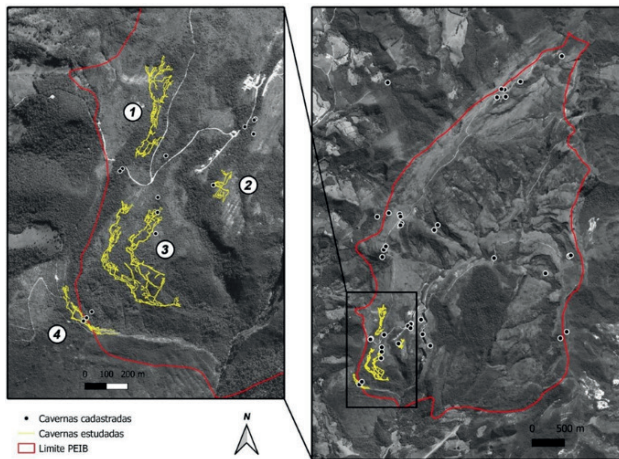 1
2
3
4
0 100 200 m
0 500 m
Cavernas cadastradas
Cavernas estudadas
Limite PEIB
N